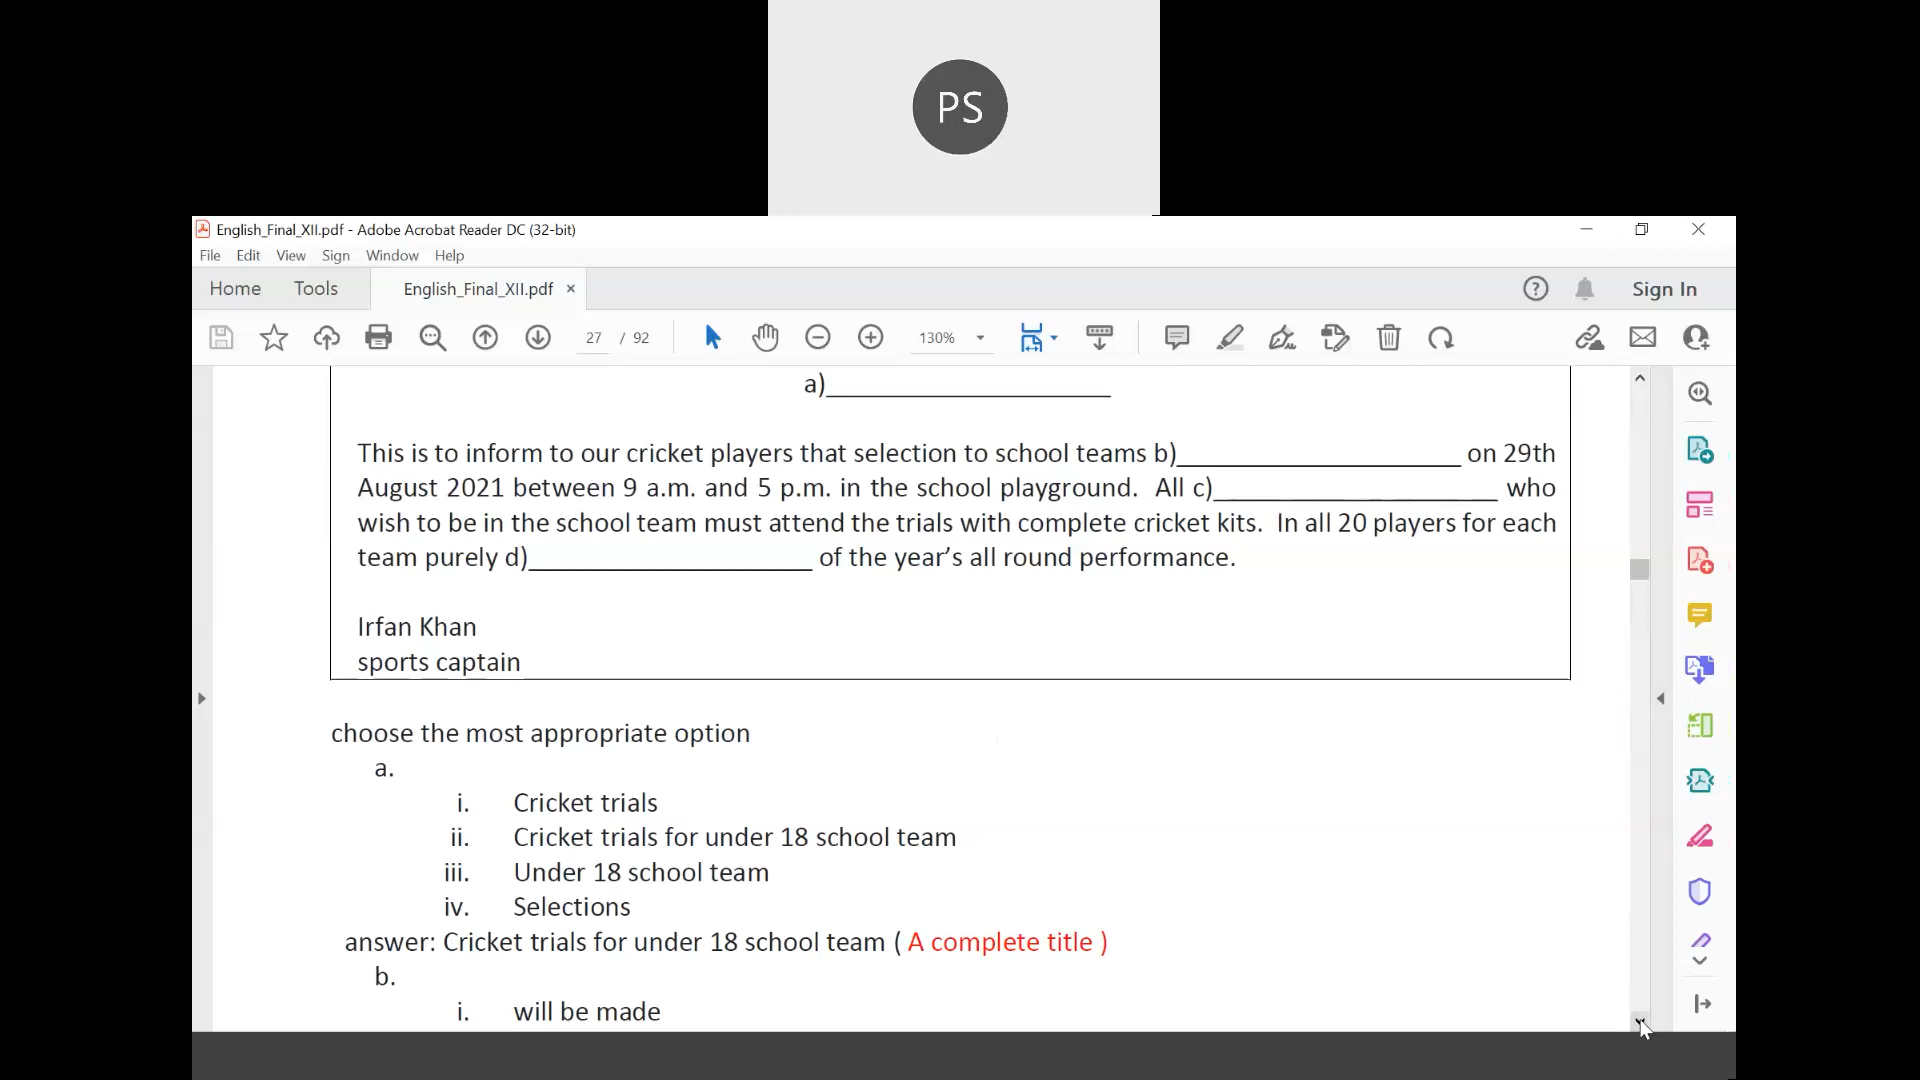 PS
English_Final_XII.pdf - Adobe Acrobat Reader DC (32-bit)
File Edit View Window Help
Home Tools English_Final_XII.pdf × Sign In
27 / 92 130%
a)____________________
This is to inform to our cricket players that selection to school teams b)____________________ on 29th
August 2021 between 9 a.m. and 5 p.m. in the school playground. All c)____________________ who
wish to be in the school team must attend the trials with complete cricket kits. In all 20 players for each
team purely d)____________________ of the year’s all round performance.
Irfan Khan
sports captain
choose the most appropriate option
a.
i. Cricket trials
ii. Cricket trials for under 18 school team
iii. Under 18 school team
iv. Selections
answer: Cricket trials for under 18 school team ( A complete title )
b.
i. will be made